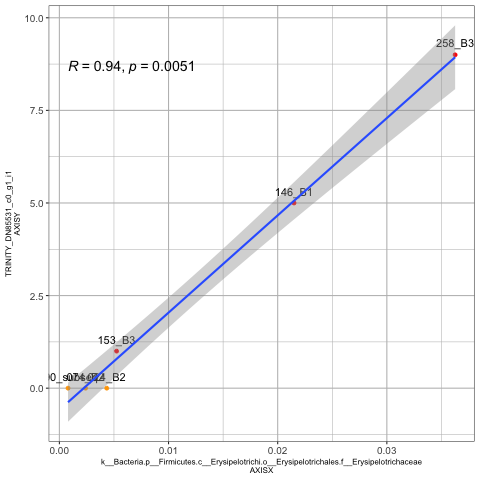 10.0
258_B3
R = 0.94, p = 0.0051
7.5
146_B1
5.0
2.5
153_B3
0.0
TRINITY_DN85531_c0_g1_i1
AXISY
0.00
0.01
0.02
0.03
k__Bacteria.p__Firmicutes.c__Erysipelotrichi.o__Erysipelotrichales.f__Erysipelotrichaceae
AXISX